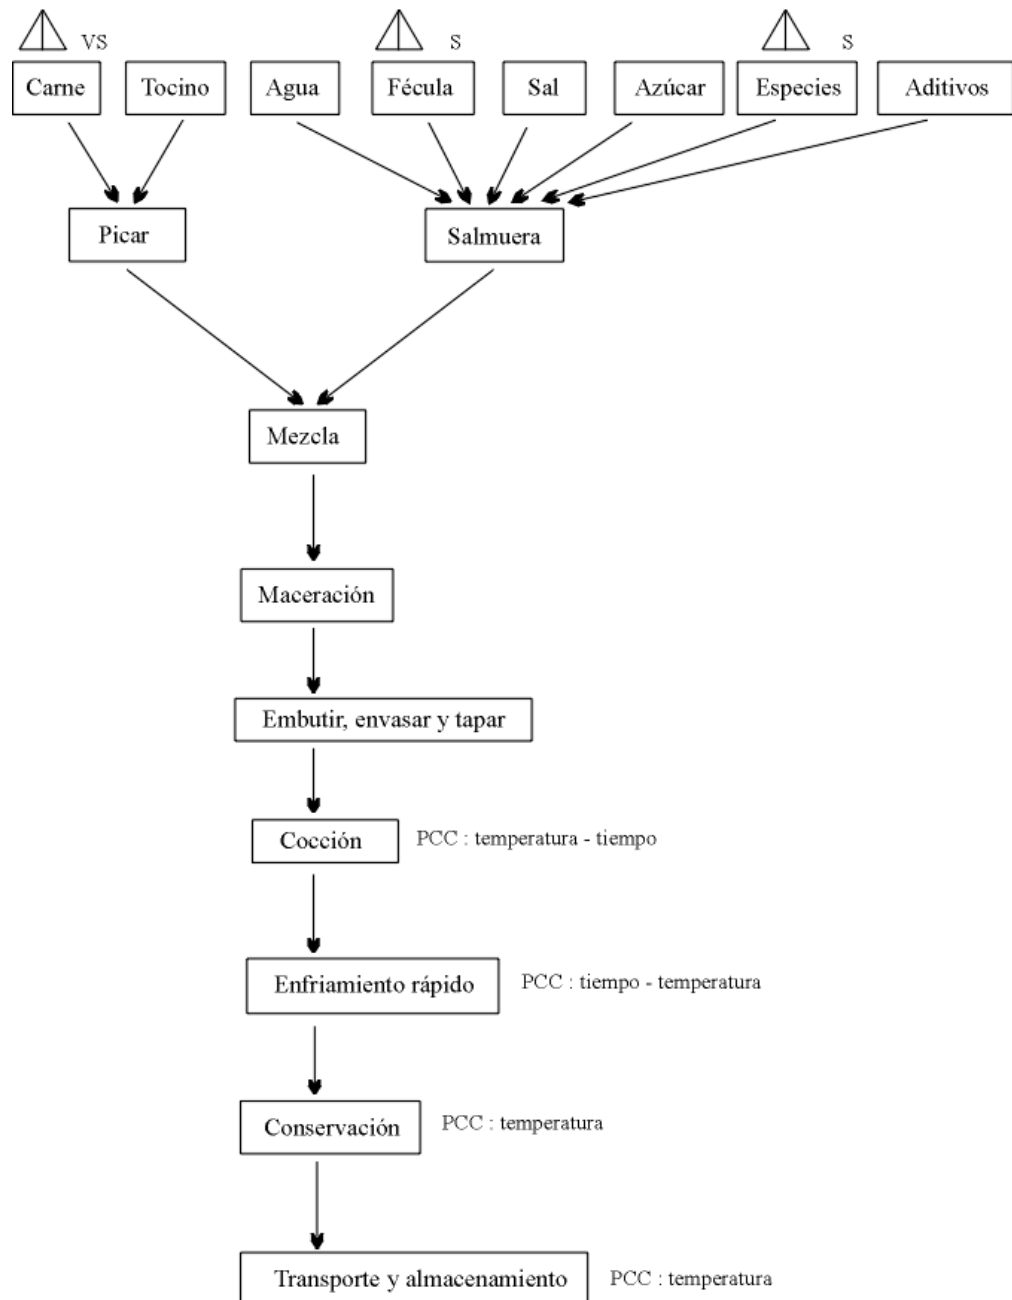 VS
S
S
Carne
Tocino
Agua
Fécula
Sal
Azúcar
Especies
Aditivos
Picar
Salmuera
Mezcla
Maceración
Embutir, envasar y tapar
Cocción
PCC : temperatura - tiempo
Enfriamiento rápido
PCC : tiempo - temperatura
Conservación
PCC : temperatura
Transporte y almacenamiento
PCC : temperatura